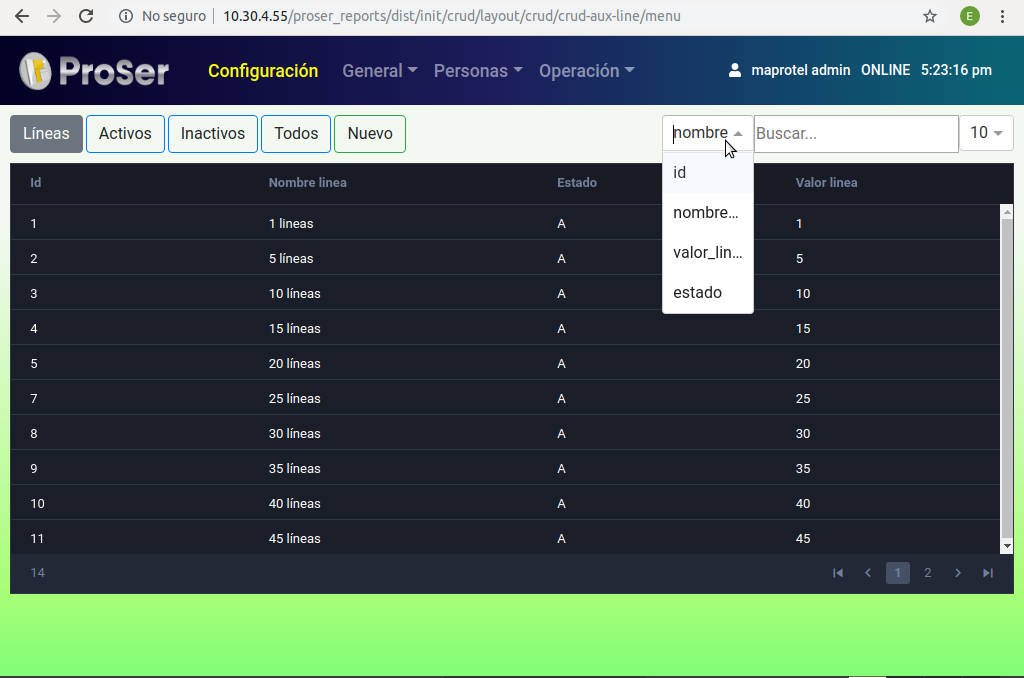 No seguro 10.30.4.55/proser_reports/dist/init/crud/layout/crud/crud-aux-line/menu E
ProSer Configuración General Personas Operación maprotel admin ONLINE 5:23:16 pm
Líneas Activos Inactivos Todos Nuevo nombre Buscar... 10
id
nombre...
valor_lin...
estado
Id Nombre linea Estado Valor linea
1 1 lineas A 1
2 5 líneas A 5
3 10 líneas A 10
4 15 líneas A 15
5 20 líneas A 20
7 25 líneas A 25
8 30 líneas A 30
9 35 líneas A 35
10 40 líneas A 40
11 45 líneas A 45
14 1 2